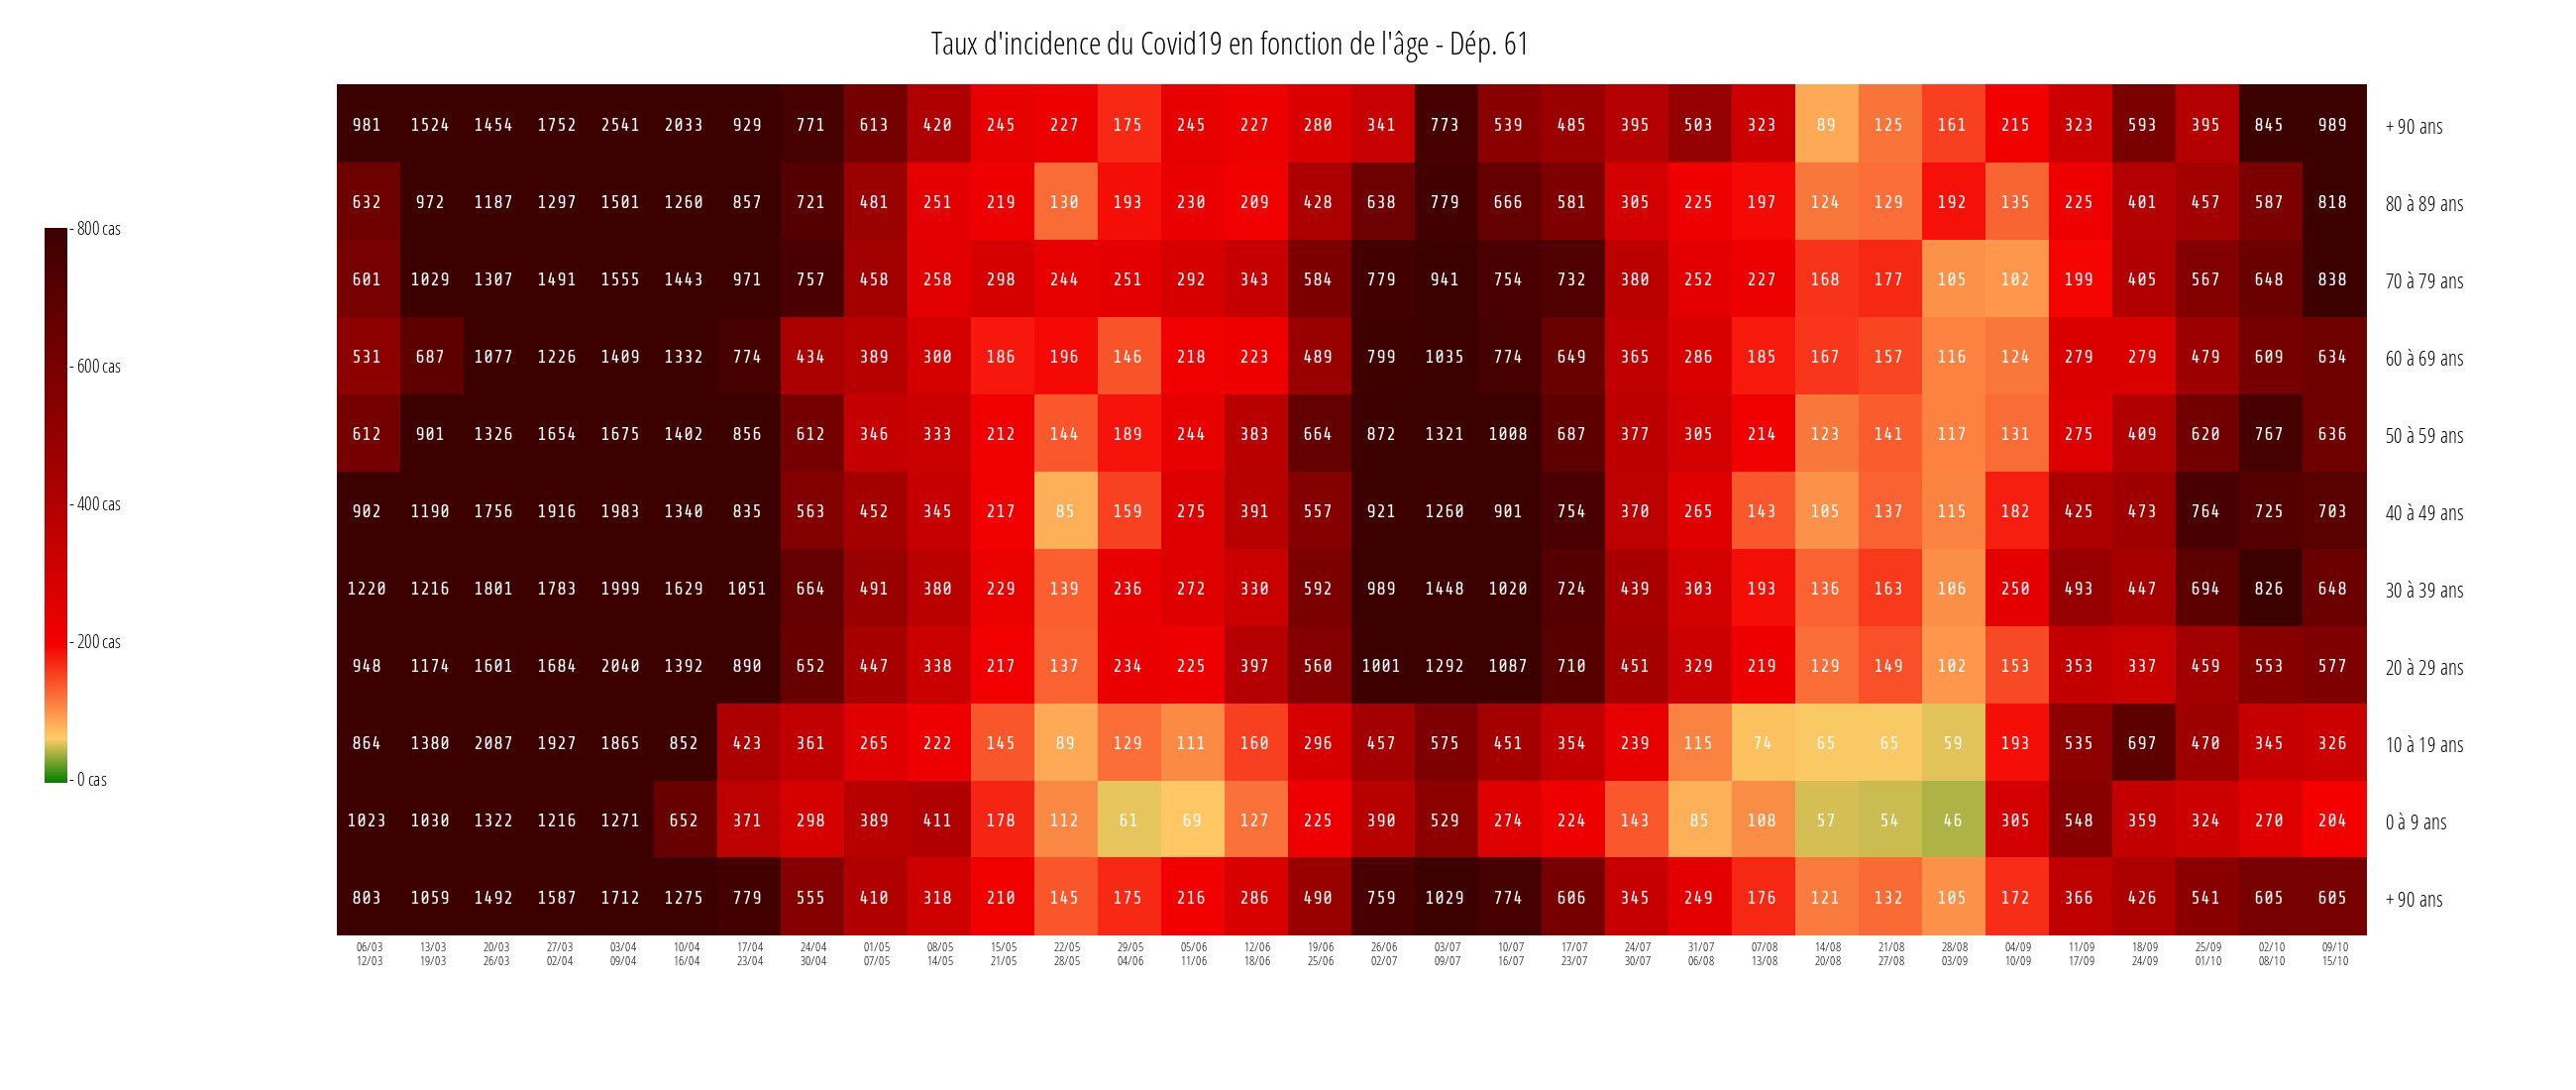 Taux d'incidence du Covid19 en fonction de l'âge - Dép. 61
- 800 cas
- 600 cas
- 400 cas
- 200 cas
- 0 cas
981 1524 1454 1752 2541 2033 929 771 613 420 245 227 175 245 227 280 341 773 539 485 395 503 323 89 125 161 215 323 593 395 845 989 + 90 ans
632 972 1187 1297 1501 1260 857 721 481 251 219 130 193 230 209 428 638 779 666 581 305 225 197 124 129 192 135 225 401 457 587 818 80 à 89 ans
601 1029 1307 1491 1555 1443 971 757 458 258 298 244 251 292 343 584 779 941 754 732 380 252 227 168 177 105 102 199 405 567 648 838 70 à 79 ans
531 687 1077 1226 1409 1332 774 434 389 300 186 196 146 218 223 489 799 1035 774 649 365 286 185 167 157 116 124 279 279 479 609 634 60 à 69 ans
612 901 1326 1654 1675 1402 856 612 346 333 212 144 189 244 383 664 872 1321 1008 687 377 305 214 123 141 117 131 275 409 620 767 636 50 à 59 ans
902 1190 1756 1916 1983 1340 835 563 452 345 217 85 159 275 391 557 921 1260 901 754 370 265 143 105 137 115 182 425 473 764 725 703 40 à 49 ans
1220 1216 1801 1783 1999 1629 1051 664 491 380 229 139 236 272 330 592 989 1448 1020 724 439 303 193 136 163 106 250 493 447 694 826 648 30 à 39 ans
948 1174 1601 1684 2040 1392 890 652 447 338 217 137 234 225 397 560 1001 1292 1087 710 451 329 219 129 149 102 153 353 337 459 553 577 20 à 29 ans
864 1380 2087 1927 1865 852 423 361 265 222 145 89 129 111 160 296 457 575 451 354 239 115 74 65 65 59 193 535 697 470 345 326 10 à 19 ans
1023 1030 1322 1216 1271 652 371 298 389 411 178 112 61 69 127 225 390 529 274 224 143 85 108 57 54 46 305 548 359 324 270 204 0 à 9 ans
803 1059 1492 1587 1712 1275 779 555 410 318 210 145 175 216 286 490 759 1029 774 606 345 249 176 121 132 105 172 366 426 541 605 605 + 90 ans
06/03 13/03 20/03 27/03 03/04 10/04 17/04 24/04 01/05 08/05 15/05 22/05 29/05 05/06 12/06 19/06 26/06 03/07 10/07 17/07 24/07 31/07 07/08 14/08 21/08 28/08 04/09 11/09 18/09 25/09 02/10 09/10
12/03 19/03 26/03 02/04 09/04 16/04 23/04 30/04 07/05 14/05 21/05 28/05 04/06 11/06 18/06 25/06 02/07 09/07 16/07 23/07 30/07 06/08 13/08 20/08 27/08 03/09 10/09 17/09 24/09 01/10 08/10 15/10